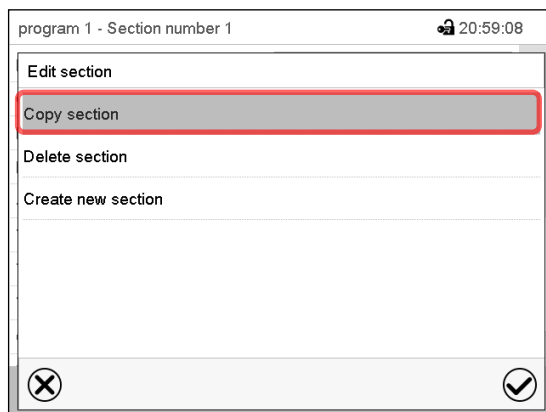 program 1 - Section number 1 20:59:08
Edit section
Copy section
Delete section
Create new section